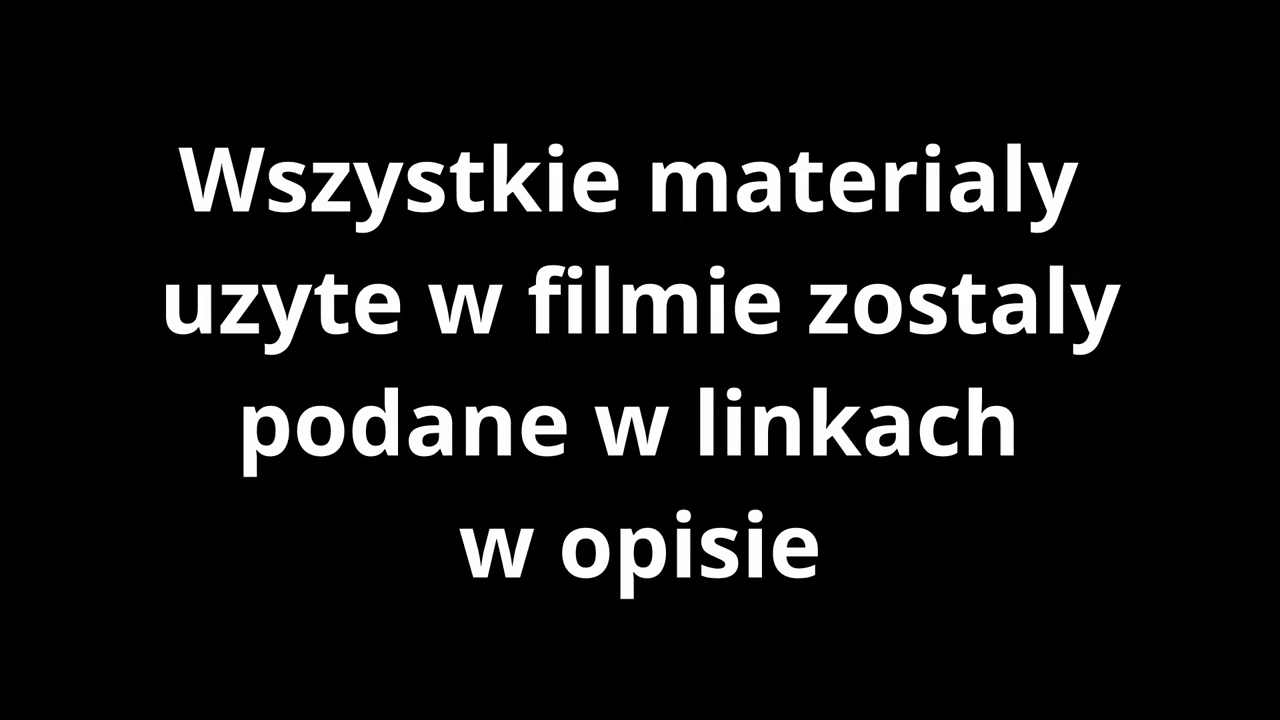 Wszystkie materialy
uzyte w filmie zostaly
podane w linkach
w opisie